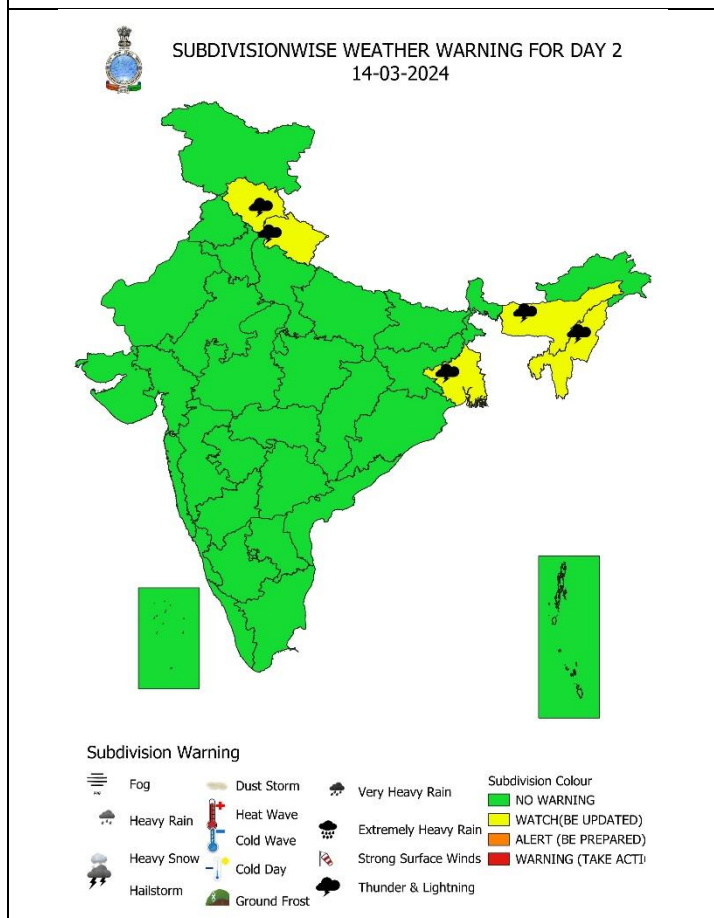 SUBDIVISIONWISE WEATHER WARNING FOR DAY 2
14-03-2024
Subdivision Warning
Fog
Heavy Rain
Heavy Snow
Hailstorm
Dust Storm
Heat Wave
Cold Wave
Cold Day
Ground Frost
Very Heavy Rain
Extremely Heavy Rain
Strong Surface Winds
Thunder & Lightning
Subdivision Colour
NO WARNING
WATCH(BE UPDATED)
ALERT (BE PREPARED)
WARNING (TAKE ACTI